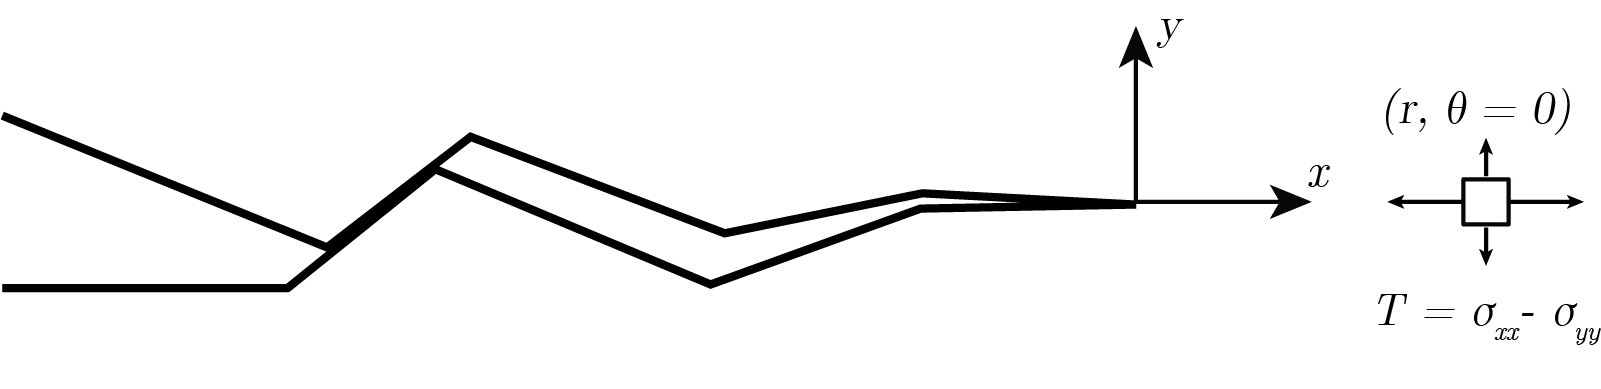 y
x
(r, θ = 0)
T = σxx- σyy